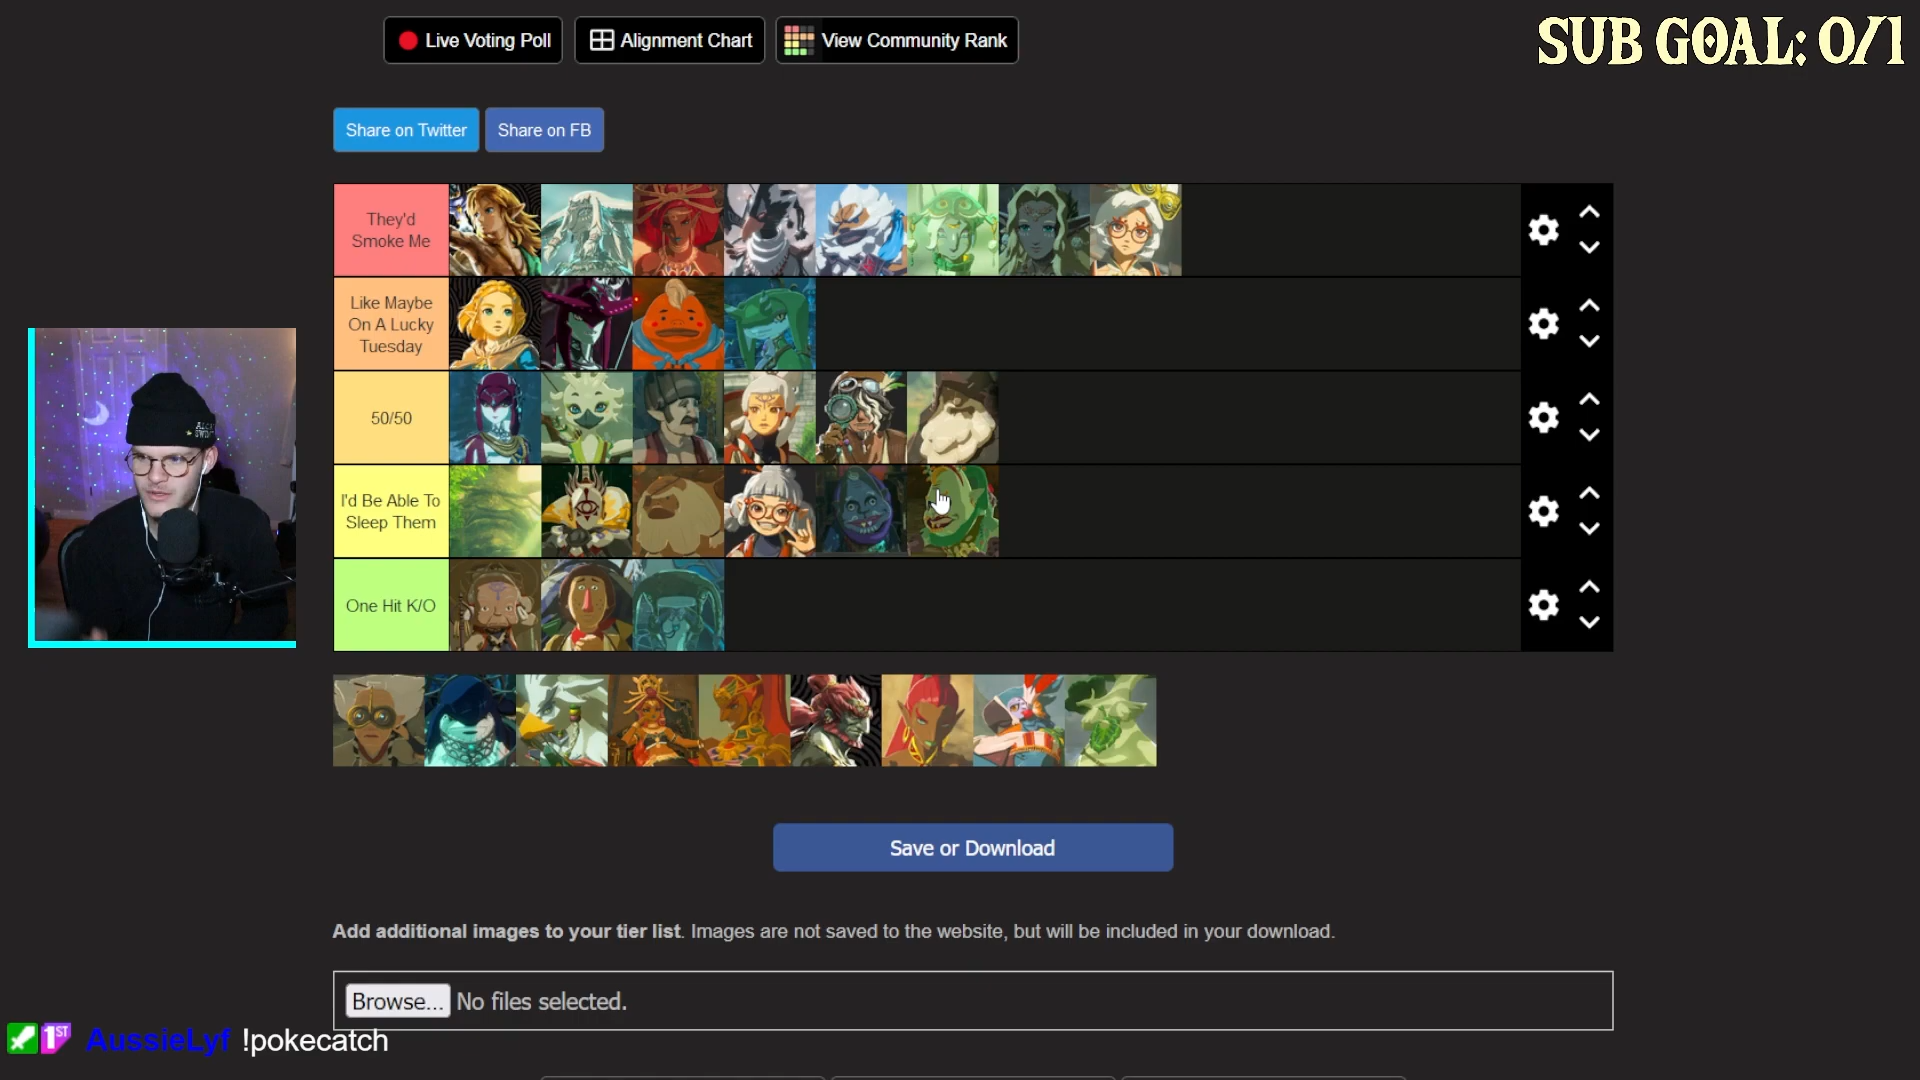 SUB GOAL: 0/1
Live Voting Poll
Alignment Chart
View Community Rank
Share on Twitter
Share on FB
They'd
Smoke Me
Like Maybe
On A Lucky
Tuesday
50/50
I'd Be Able To
Sleep Them
One Hit K/O
Save or Download
Add additional images to your tier list. Images are not saved to the website, but will be included in your download.
Browse... No files selected.
1ST AussieLyf !pokecatch